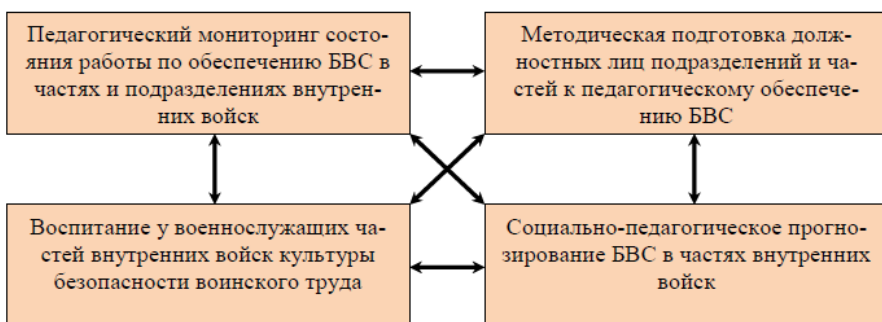 Педагогический мониторинг состо-
яния работы по обеспечению БВС в
частях и подразделениях внутрен-
них войск
Методическая подготовка долж-
ностных лиц подразделений и ча-
стей к педагогическому обеспече-
нию БВС
Воспитание у военнослужащих ча-
стей внутренних войск культуры
безопасности воинского труда
Социально-педагогическое прогно-
зирование БВС в частях внутренних
войск